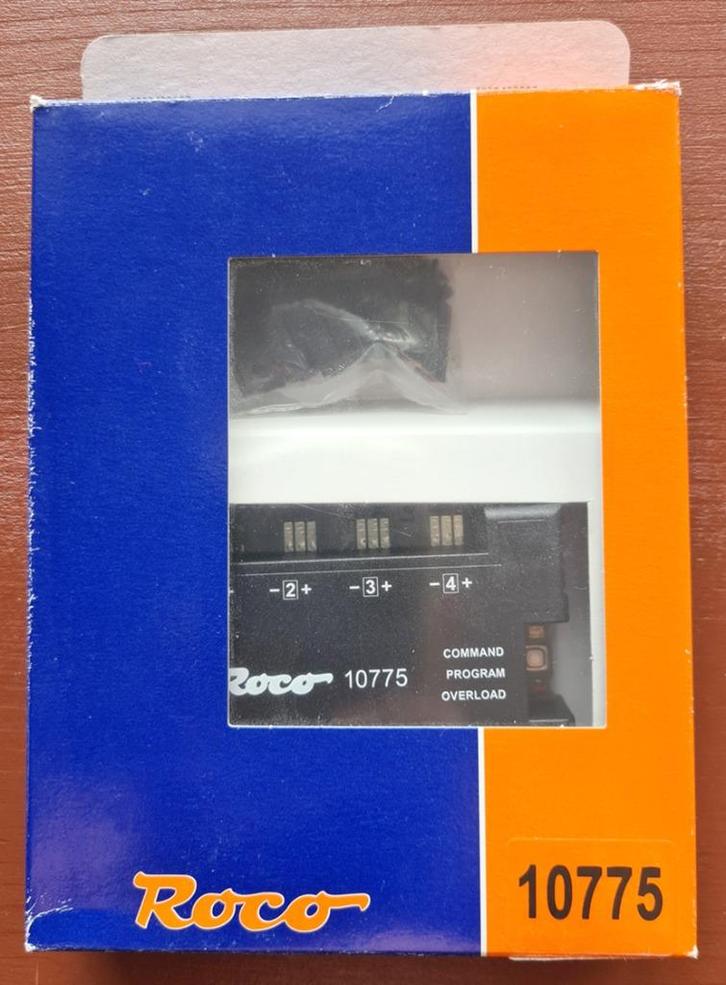 -2+ -3+ -4+
COMMAND
Roco 10775 PROGRAM
OVERLOAD
Roco
10775